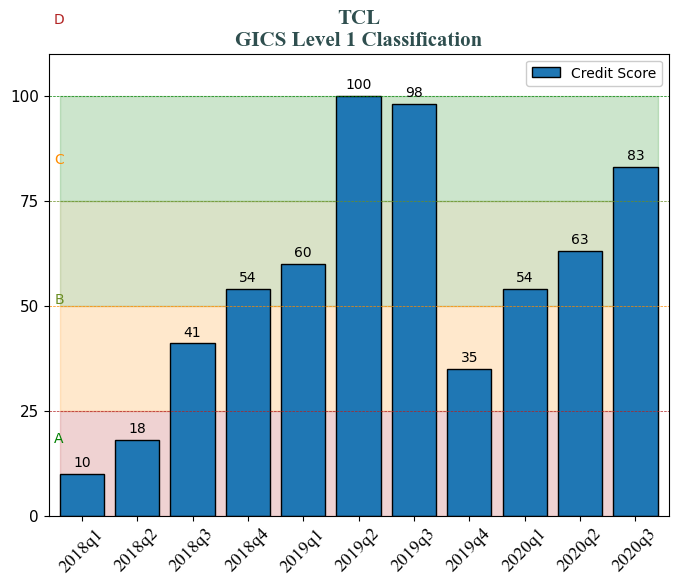 D
TCL
GICS Level 1 Classification
Credit Score
100
75
50
25
0
C
B
A
10
18
41
54
60
100
98
35
54
63
83
2018q1
2018q2
2018q3
2018q4
2019q1
2019q2
2019q3
2019q4
2020q1
2020q2
2020q3